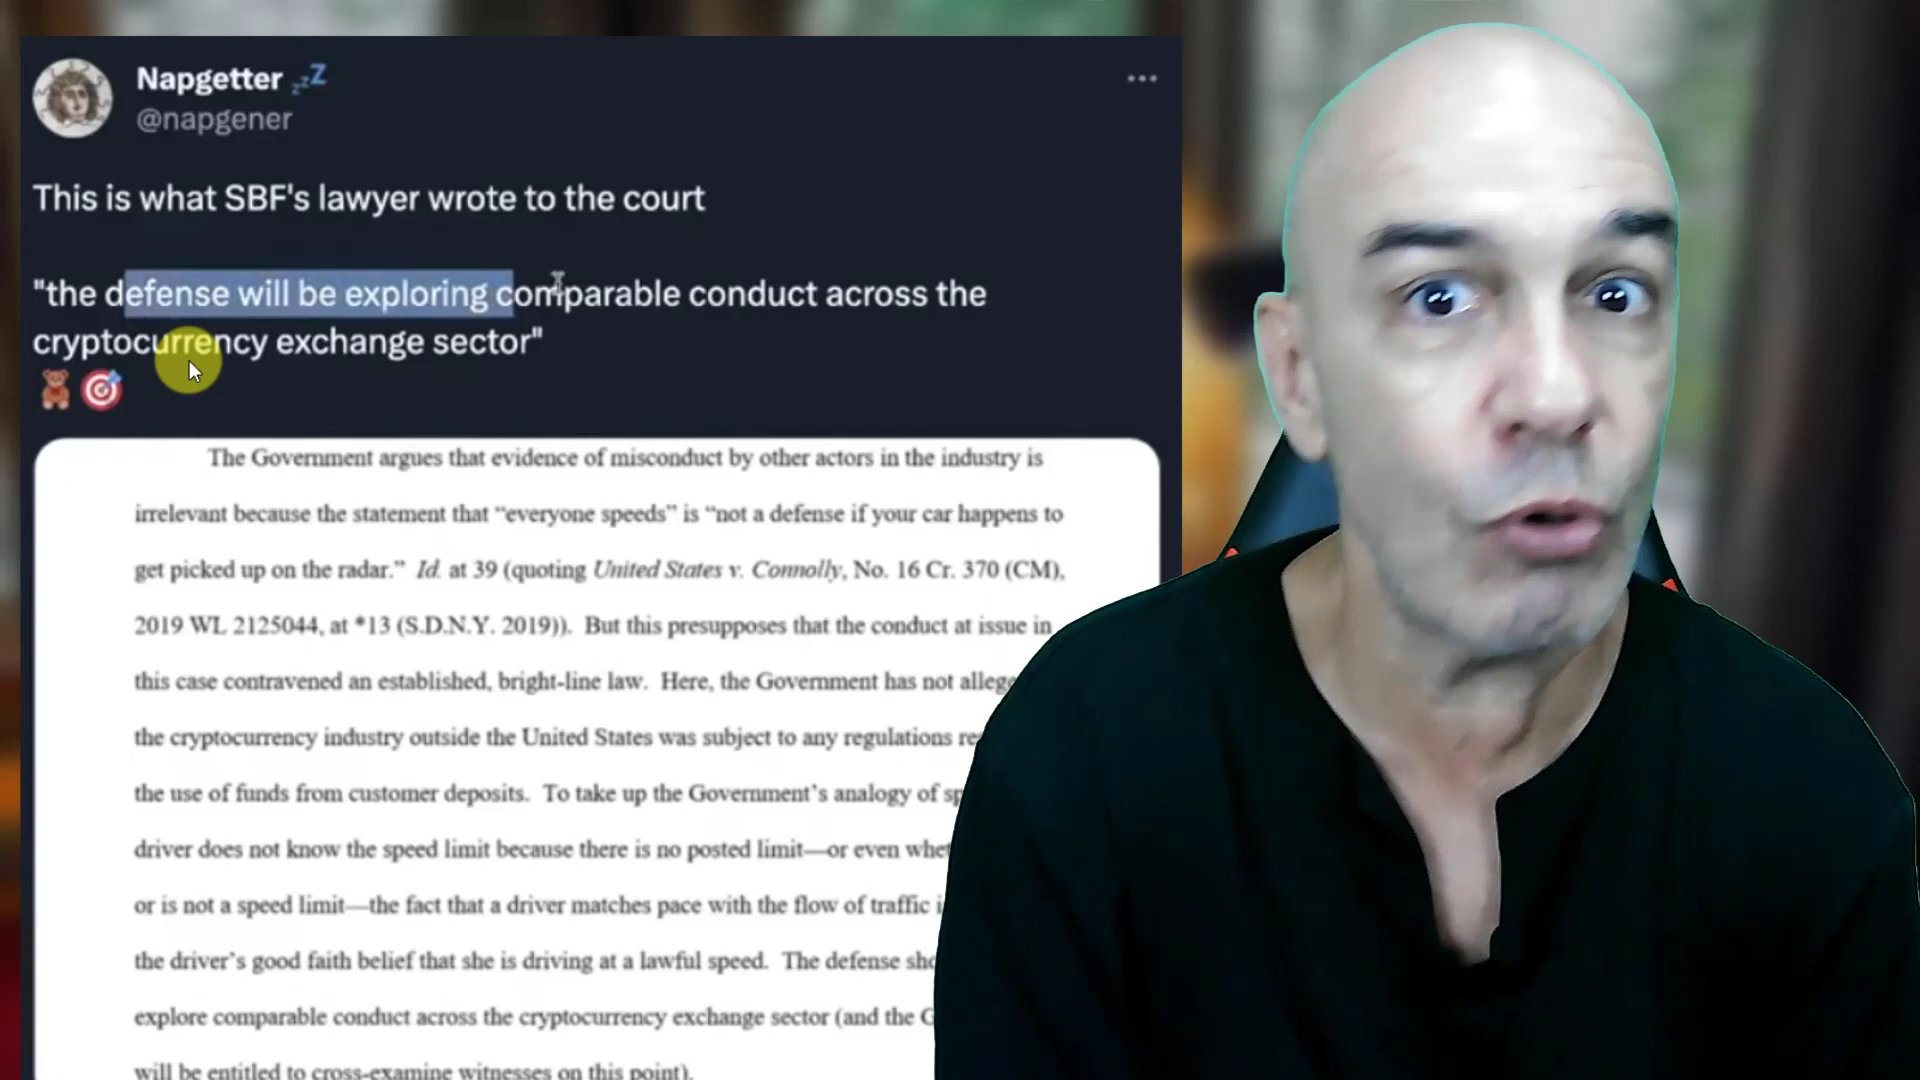 Napgetter
@napgener
This is what SBF's lawyer wrote to the court
"the defense will be exploring comparable conduct across the
cryptocurrency exchange sector"
The Government argues that evidence of misconduct by other actors in the industry is
irrelevant because the statement that “everyone speeds” is “not a defense if your car happens to
get picked up on the radar.” Id. at 39 (quoting United States v. Connolly, No. 16 Cr. 370 (CM),
2019 WL 2125044, at *13 (S.D.N.Y. 2019)). But this presupposes that the conduct at issue in
this case contravened an established, bright-line law. Here, the Government has not
the cryptocurrency industry outside the United States was subject to any regulations
the use of funds from customer deposits. To take up the Government’s analogy of
driver does not know the speed limit because there is no posted limit—or even
or is not a speed limit—the fact that a driver matches pace with the flow of traffic
the driver’s good faith belief that she is driving at a lawful speed. The defense
explore comparable conduct across the cryptocurrency exchange sector (and the
will be entitled to cross-examine witnesses on this point).